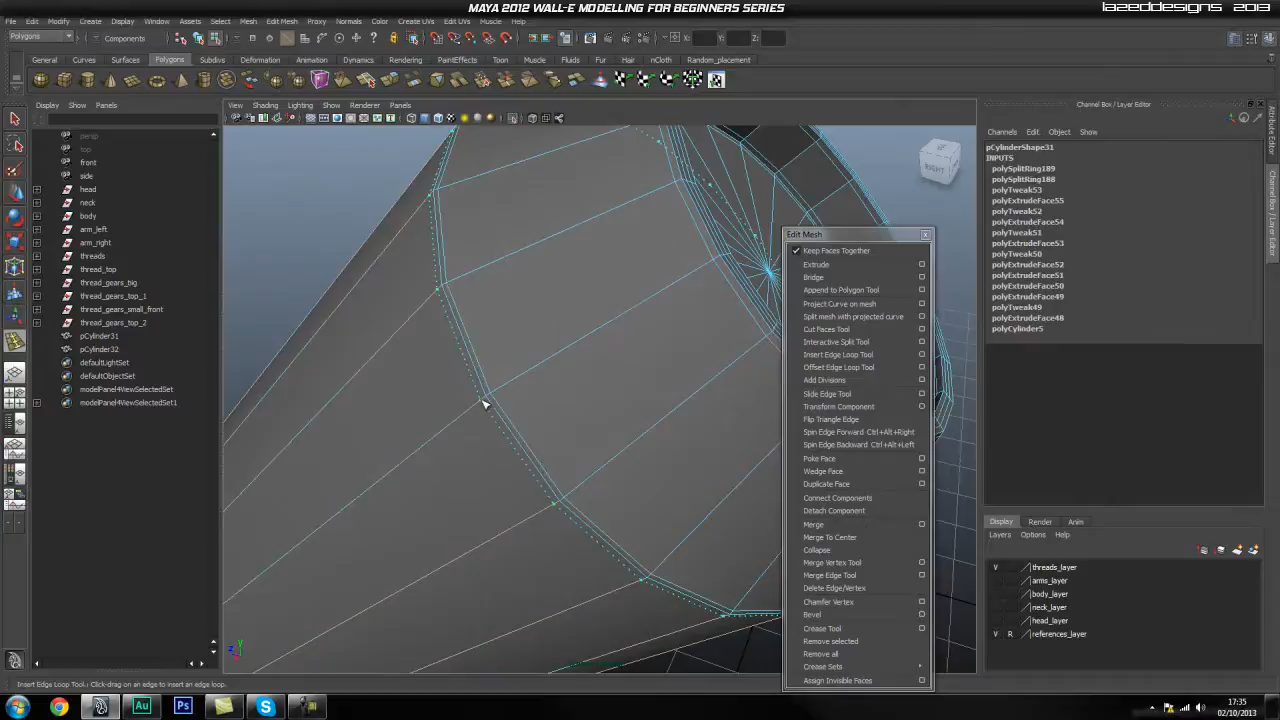 MAYA 2012 WALL-E MODELLING FOR BEGINNERS SERIES
LAZEDDESIGNS 2013
File Edit Modify Create Display Window Assets Select Mesh Edit Mesh Proxy Normals Color Create UVs Edit UVs Muscle Help
Polygons Components X: Y: Z:
General Curves Surfaces Polygons Subdivs Deformation Animation Dynamics Rendering PaintEffects Toon Muscle Fluids Fur Hair nCloth Random_placement
Display Show Panels
View Shading Lighting Show Renderer Panels
Channel Box / Layer Editor
Channels Edit Object Show
persp
top
front
side
head
neck
body
arm_left
arm_right
threads
thread_top
thread_gears_big
thread_gears_top_1
thread_gears_small_front
thread_gears_top_2
pCylinder31
pCylinder32
defaultLightSet
defaultObjectSet
modelPanel4ViewSelectedSet
modelPanel4ViewSelectedSet1
RIGHT
Edit Mesh
Keep Faces Together
Extrude
Bridge
Append to Polygon Tool
Project Curve on mesh
Split mesh with projected curve
Cut Faces Tool
Interactive Split Tool
Insert Edge Loop Tool
Offset Edge Loop Tool
Add Divisions
Slide Edge Tool
Transform Component
Flip Triangle Edge
Spin Edge Forward Ctrl+Alt+Right
Spin Edge Backward Ctrl+Alt+Left
Poke Face
Wedge Face
Duplicate Face
Connect Components
Detach Component
Merge
Merge To Center
Collapse
Merge Vertex Tool
Merge Edge Tool
Delete Edge/Vertex
Chamfer Vertex
Bevel
Crease Tool
Remove selected
Remove all
Crease Sets
Assign Invisible Faces
pCylinderShape31
INPUTS
polySplitRing189
polySplitRing188
polyTweak53
polyExtrudeFace55
polyTweak52
polyExtrudeFace54
polyTweak51
polyExtrudeFace53
polyTweak50
polyExtrudeFace52
polyExtrudeFace51
polyExtrudeFace50
polyExtrudeFace49
polyTweak49
polyExtrudeFace48
polyCylinder5
Attribute Editor
Channel Box / Layer Editor
Display Render Anim
Layers Options Help
V threads_layer
arms_layer
body_layer
neck_layer
head_layer
V R references_layer
z y
Insert Edge Loop Tool: Click-drag on an edge to insert an edge loop.
Au Ps S
17:35
02/10/2013